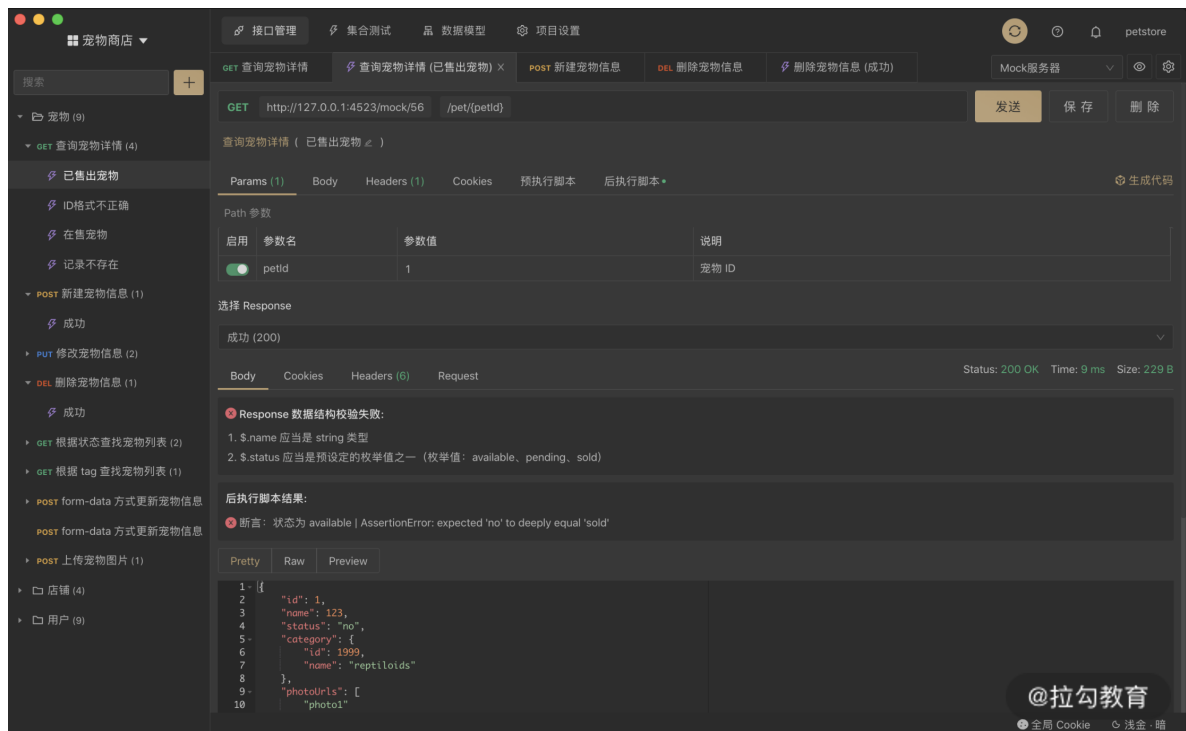 宠物商店
接口管理 集合测试 数据模型 项目设置 petstore
搜索
GET 查询宠物详情 查询宠物详情 (已售出宠物) × POST 新建宠物信息 DEL 删除宠物信息 删除宠物信息 (成功) Mock服务器
宠物 (9)
GET 查询宠物详情 (4)
已售出宠物
ID格式不正确
在售宠物
记录不存在
POST 新建宠物信息 (1)
成功
PUT 修改宠物信息 (2)
DEL 删除宠物信息 (1)
成功
GET 根据状态查找宠物列表 (2)
GET 根据 tag 查找宠物列表 (1)
POST form-data 方式更新宠物信息
POST form-data 方式更新宠物信息
POST 上传宠物图片 (1)
店铺 (4)
用户 (9)
GET http://127.0.0.1:4523/mock/56 /pet/{petId} 发送 保存 删除
查询宠物详情 ( 已售出宠物 )
Params (1) Body Headers (1) Cookies 预执行脚本 后执行脚本 生成代码
Path 参数
启用 参数名 参数值 说明
petId 1 宠物 ID
选择 Response
成功 (200)
Body Cookies Headers (6) Request Status: 200 OK Time: 9 ms Size: 229 B
Response 数据结构校验失败:
1. $.name 应当是 string 类型
2. $.status 应当是预设定的枚举值之一（枚举值：available、pending、sold）
后执行脚本结果:
断言：状态为 available | AssertionError: expected 'no' to deeply equal 'sold'
Pretty Raw Preview
1 {
2 "id": 1,
3 "name": 123,
4 "status": "no",
5 "category": {
6 "id": 1999,
7 "name": "reptiloids"
8 },
9 "photoUrls": [
10 "photo1"
@拉勾教育
全局 Cookie 浅金 · 暗